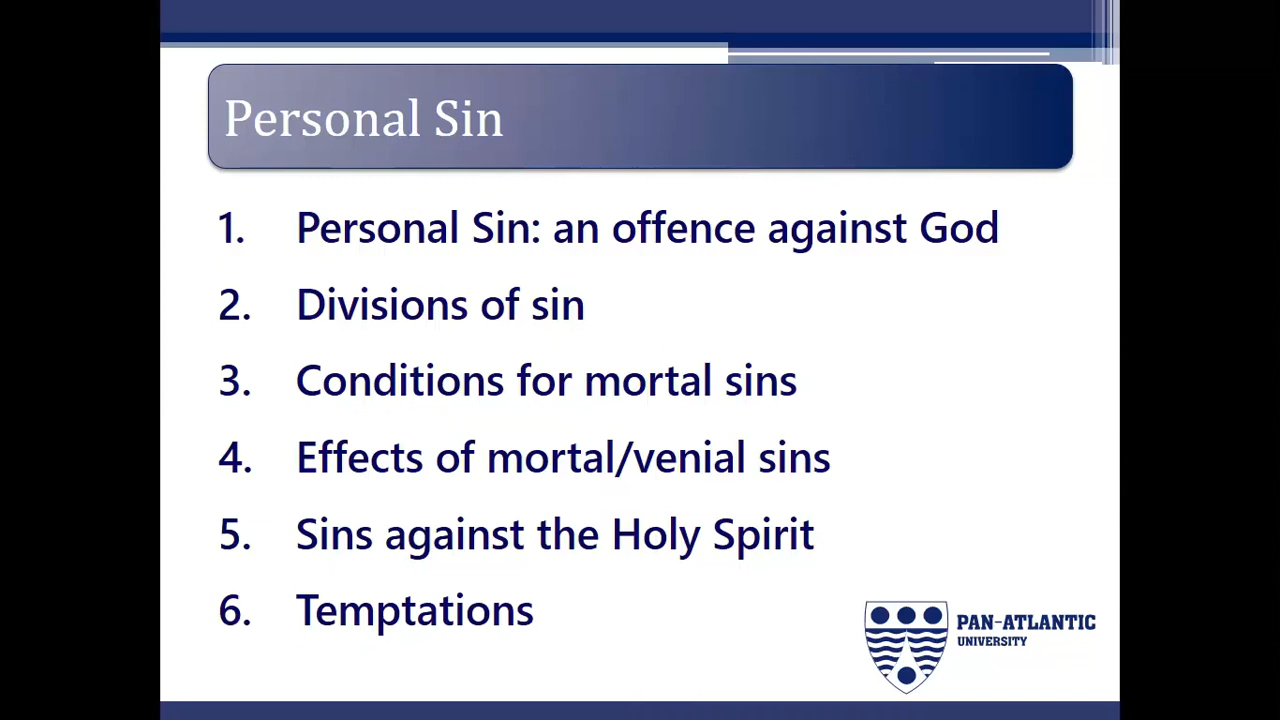 Personal Sin
1. Personal Sin: an offence against God
2. Divisions of sin
3. Conditions for mortal sins
4. Effects of mortal/venial sins
5. Sins against the Holy Spirit
6. Temptations
PAN-ATLANTIC
UNIVERSITY